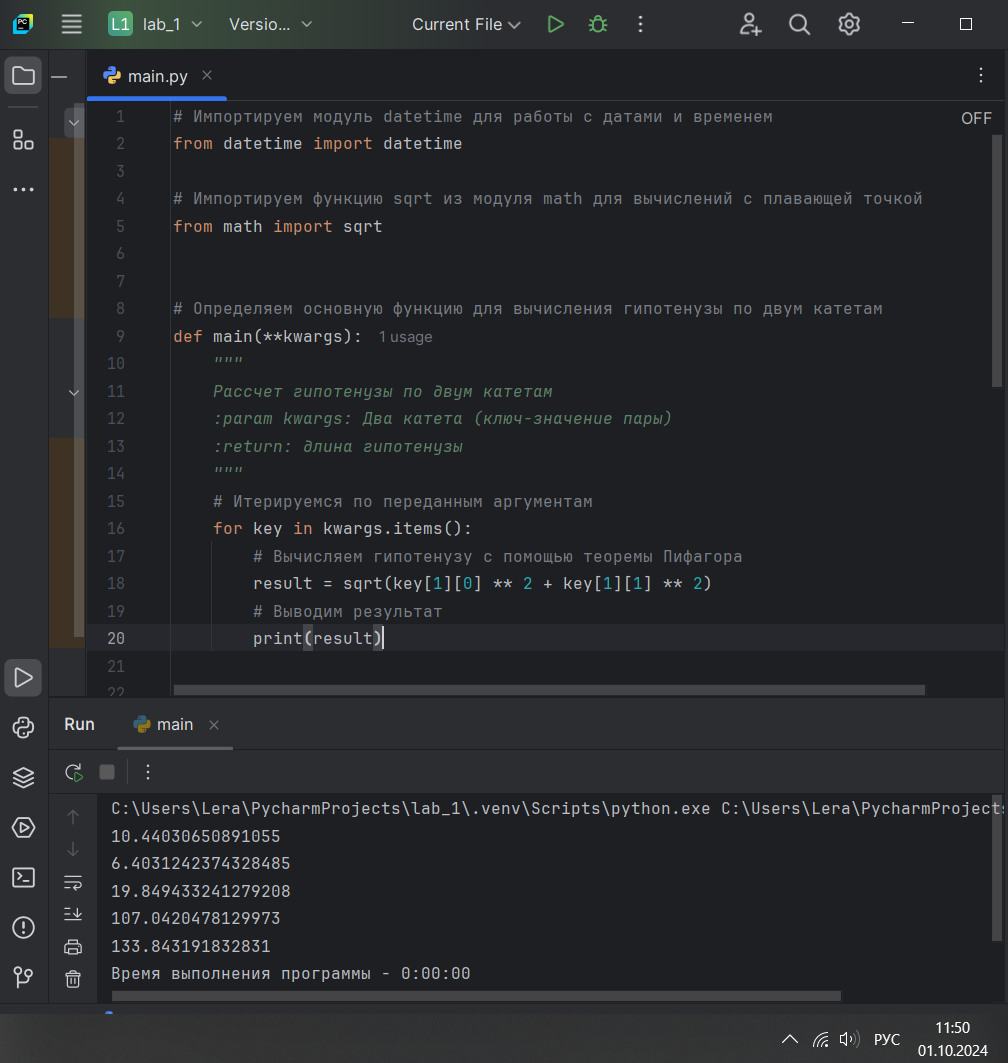 PC L1 lab_1 Versio... Current File
main.py
OFF
1 # Импортируем модуль datetime для работы с датами и временем
2 from datetime import datetime
3
4 # Импортируем функцию sqrt из модуля math для вычислений с плавающей точкой
5 from math import sqrt
6
7
8 # Определяем основную функцию для вычисления гипотенузы по двум катетам
9 def main(**kwargs): 1 usage
10 """
11 Рассчет гипотенузы по двум катетам
12 :param kwargs: Два катета (ключ-значение пары)
13 :return: длина гипотенузы
14 """
15 # Итерируемся по переданным аргументам
16 for key in kwargs.items():
17 # Вычисляем гипотенузу с помощью теоремы Пифагора
18 result = sqrt(key[1][0] ** 2 + key[1][1] ** 2)
19 # Выводим результат
20 print(result)
21
22
Run main
C:\Users\Lera\PycharmProjects\lab_1\.venv\Scripts\python.exe C:\Users\Lera\PycharmProjects
10.44030650891055
6.4031242374328485
19.849433241279208
107.0420478129973
133.843191832831
Время выполнения программы - 0:00:00
РУС
11:50
01.10.2024